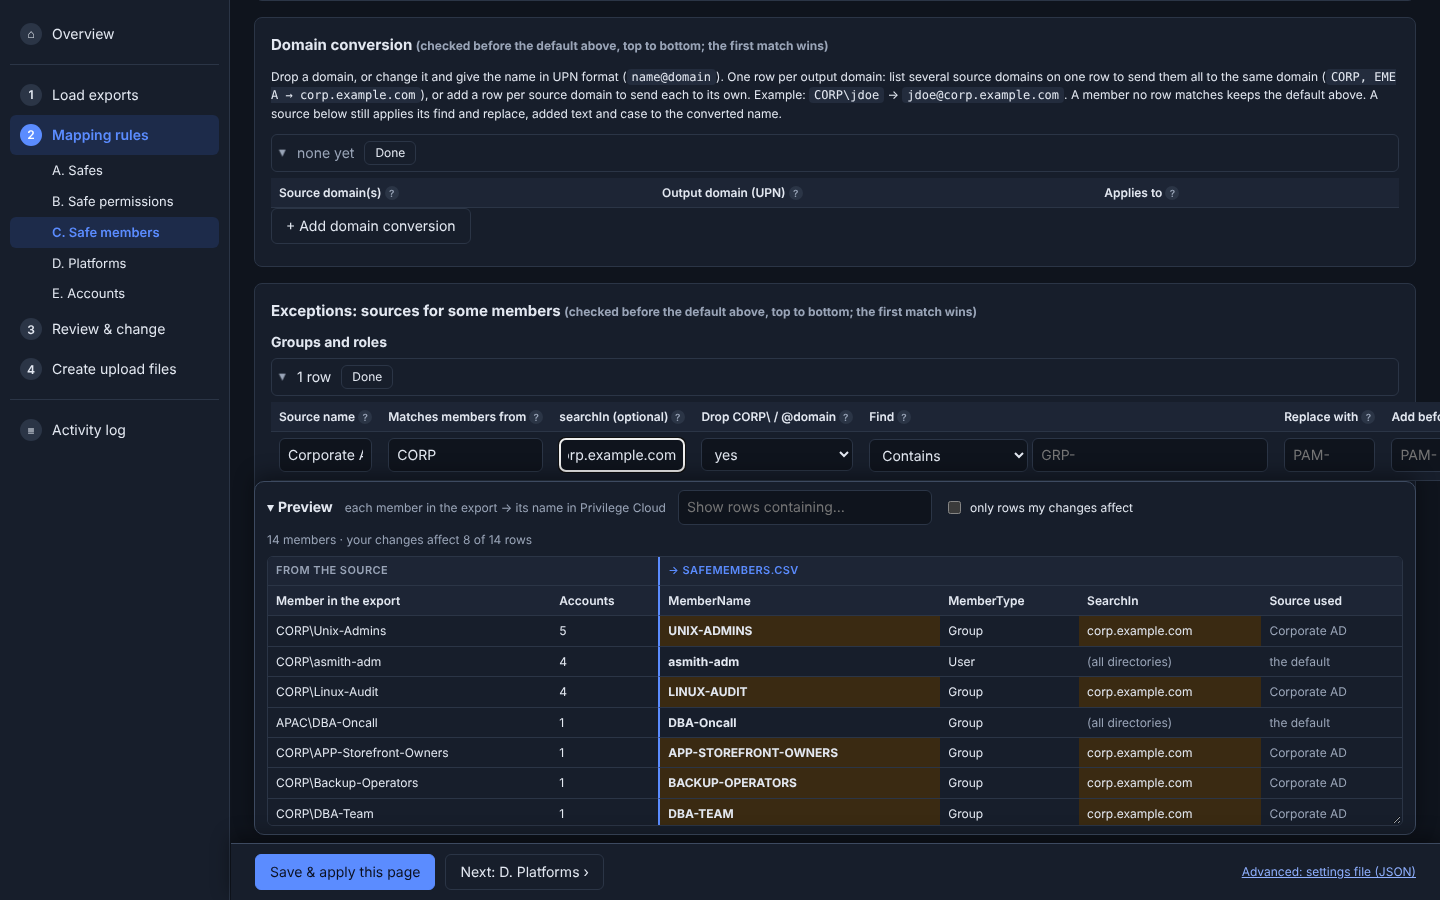 Overview
1 Load exports
2 Mapping rules
A. Safes
B. Safe permissions
C. Safe members
D. Platforms
E. Accounts
3 Review & change
4 Create upload files
Activity log
Domain conversion (checked before the default above, top to bottom; the first match wins)
Drop a domain, or change it and give the name in UPN format ( name@domain ). One row per output domain: list several source domains on one row to send them all to the same domain ( CORP, EME
A → corp.example.com ), or add a row per source domain to send each to its own. Example: CORP\jdoe → jdoe@corp.example.com . A member no row matches keeps the default above. A
source below still applies its find and replace, added text and case to the converted name.
▾ none yet Done
Source domain(s) ? Output domain (UPN) ? Applies to ?
+ Add domain conversion
Exceptions: sources for some members (checked before the default above, top to bottom; the first match wins)
Groups and roles
▾ 1 row Done
Source name ? Matches members from ? searchIn (optional) ? Drop CORP\ / @domain ? Find ? Replace with ? Add befo
Corporate A CORP rp.example.com yes Contains GRP- PAM- PAM-
▾ Preview each member in the export → its name in Privilege Cloud Show rows containing... only rows my changes affect
14 members · your changes affect 8 of 14 rows
FROM THE SOURCE → SAFEMEMBERS.CSV
Member in the export Accounts MemberName MemberType SearchIn Source used
CORP\Unix-Admins 5 UNIX-ADMINS Group corp.example.com Corporate AD
CORP\asmith-adm 4 asmith-adm User (all directories) the default
CORP\Linux-Audit 4 LINUX-AUDIT Group corp.example.com Corporate AD
APAC\DBA-Oncall 1 DBA-Oncall Group (all directories) the default
CORP\APP-Storefront-Owners 1 APP-STOREFRONT-OWNERS Group corp.example.com Corporate AD
CORP\Backup-Operators 1 BACKUP-OPERATORS Group corp.example.com Corporate AD
CORP\DBA-Team 1 DBA-TEAM Group corp.example.com Corporate AD
Save & apply this page Next: D. Platforms › Advanced: settings file (JSON)